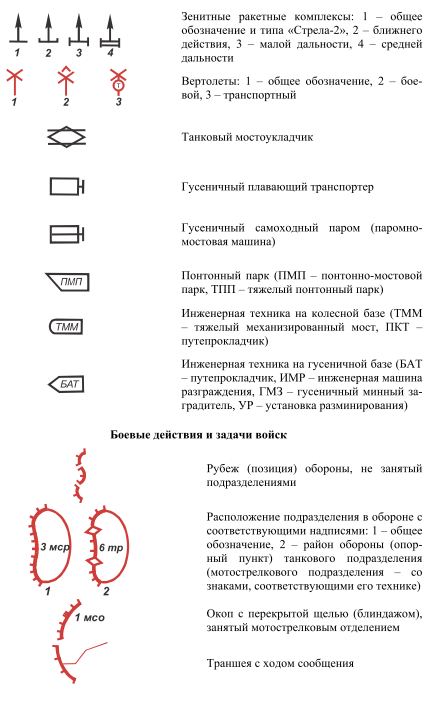 Зенитные ракетные комплексы: 1 – общее
обозначение и типа «Стрела-2», 2 – ближнего
действия, 3 – малой дальности, 4 – средней
дальности
1 2 3 4
Вертолеты: 1 – общее обозначение, 2 – бое-
вой, 3 – транспортный
Т
1 2 3
Танковый мостоукладчик
Гусеничный плавающий транспортер
Гусеничный самоходный паром (паромно-
мостовая машина)
ПМП
Понтонный парк (ПМП – понтонно-мостовой
парк, ТПП – тяжелый понтонный парк)
Инженерная техника на колесной базе (ТММ
– тяжелый механизированный мост, ПКТ –
путепрокладчик)
ТММ
Инженерная техника на гусеничной базе (БАТ
– путепрокладчик, ИМР – инженерная машина
разграждения, ГМЗ – гусеничный минный за-
градитель, УР – установка разминирования)
БАТ
Боевые действия и задачи войск
Рубеж (позиция) обороны, не занятый
подразделениями
Расположение подразделения в обороне с
соответствующими надписями: 1 – общее
обозначение, 2 – район обороны (опор-
ный пункт) танкового подразделения
(мотострелкового подразделения – со
знаками, соответствующими его технике)
3 мср 6 тр
1 2
Окоп с перекрытой щелью (блиндажом),
занятый мотострелковым отделением
1 мсо
Траншея с ходом сообщения